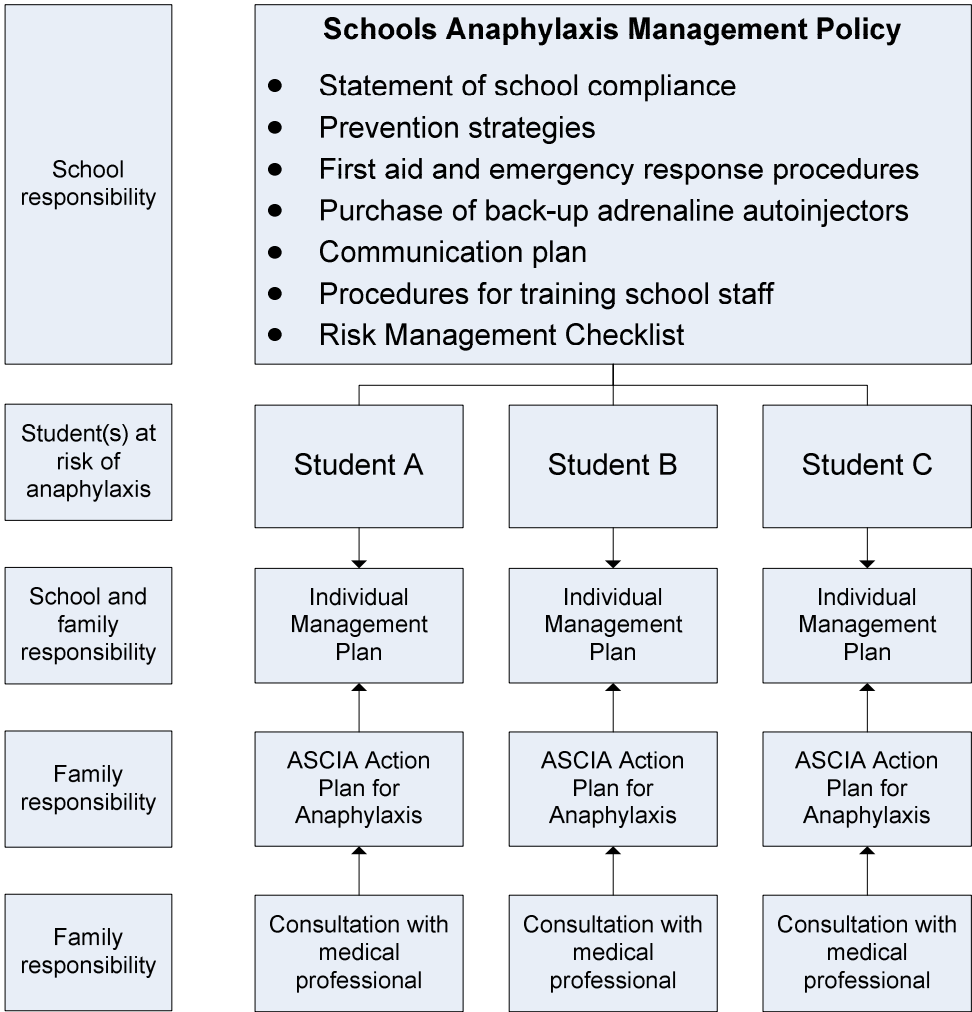 Schools Anaphylaxis Management Policy
● Statement of school compliance
● Prevention strategies
● First aid and emergency response procedures
● Purchase of back-up adrenaline autoinjectors
● Communication plan
● Procedures for training school staff
● Risk Management Checklist
School
responsibility
Student(s) at
risk of
anaphylaxis
Student A
Student B
Student C
School and
family
responsibility
Individual
Management
Plan
Individual
Management
Plan
Individual
Management
Plan
Family
responsibility
ASCIA Action
Plan for
Anaphylaxis
ASCIA Action
Plan for
Anaphylaxis
ASCIA Action
Plan for
Anaphylaxis
Family
responsibility
Consultation with
medical
professional
Consultation with
medical
professional
Consultation with
medical
professional